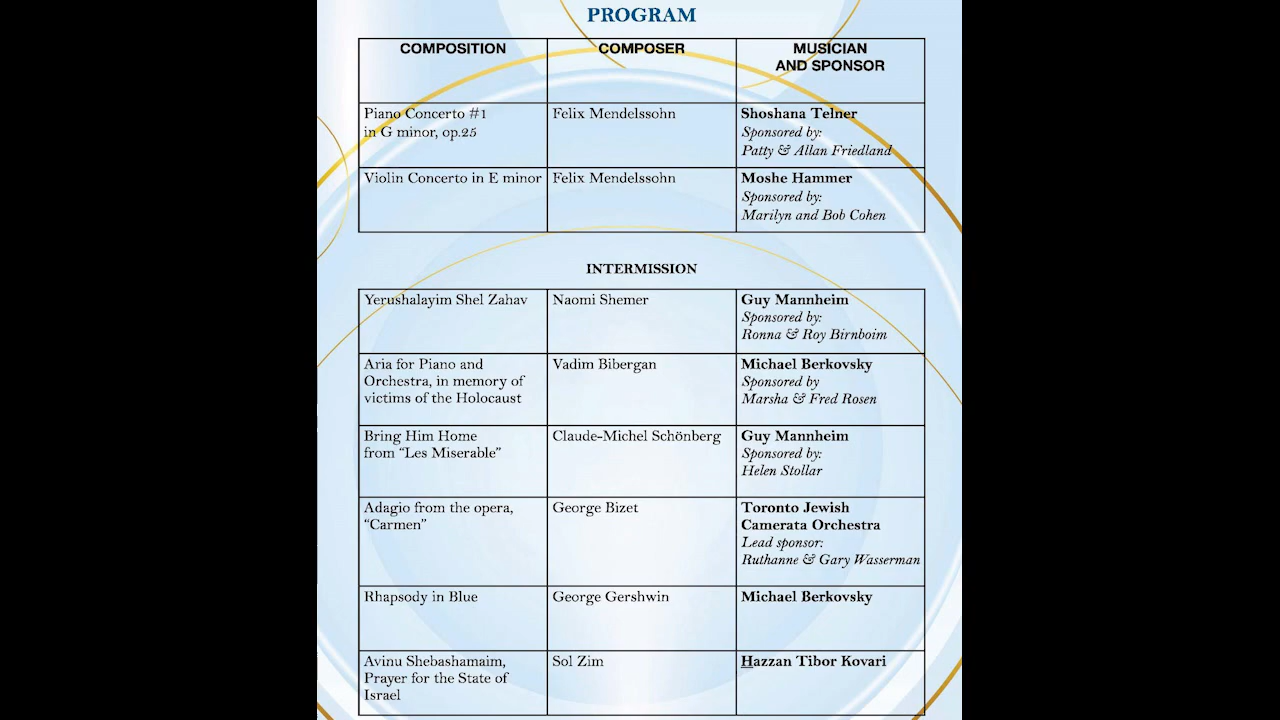 PROGRAM
COMPOSITION COMPOSER MUSICIAN
AND SPONSOR
Piano Concerto #1 Felix Mendelssohn Shoshana Telner
in G minor, op.25 Sponsored by:
Patty & Allan Friedland
Violin Concerto in E minor Felix Mendelssohn Moshe Hammer
Sponsored by:
Marilyn and Bob Cohen
INTERMISSION
Yerushalayim Shel Zahav Naomi Shemer Guy Mannheim
Sponsored by:
Ronna & Roy Birnboim
Aria for Piano and Vadim Bibergan Michael Berkovsky
Orchestra, in memory of Sponsored by
victims of the Holocaust Marsha & Fred Rosen
Bring Him Home Claude-Michel Schönberg Guy Mannheim
from “Les Miserable” Sponsored by:
Helen Stollar
Adagio from the opera, George Bizet Toronto Jewish
“Carmen” Camerata Orchestra
Lead sponsor:
Ruthanne & Gary Wasserman
Rhapsody in Blue George Gershwin Michael Berkovsky
Avinu Shebashamaim, Sol Zim Hazzan Tibor Kovari
Prayer for the State of
Israel